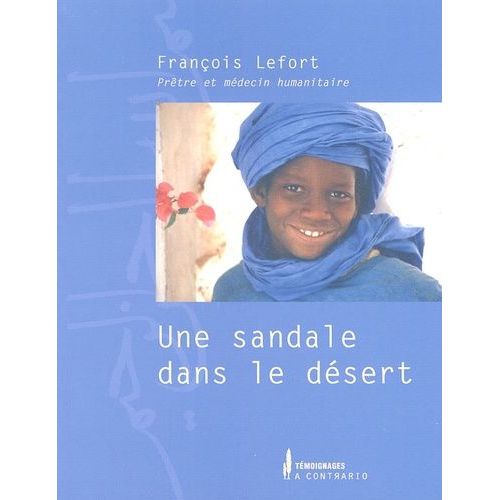 François Lefort
Prêtre et médecin humanitaire
Une sandale
dans le désert
TÉMOIGNAGES
A CONTRARIO